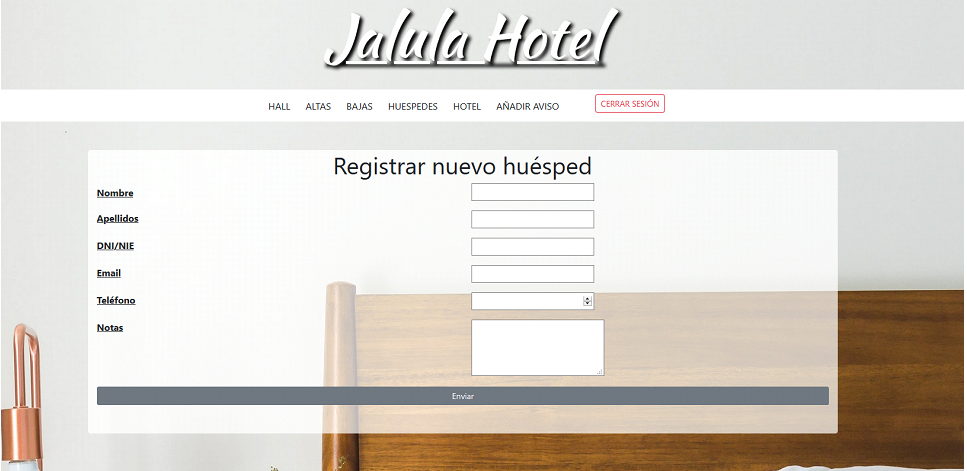 Jalula Hotel
HALL ALTAS BAJAS HUESPEDES HOTEL AÑADIR AVISO CERRAR SESIÓN
Registrar nuevo huésped
Nombre
Apellidos
DNI/NIE
Email
Teléfono
Notas
Enviar